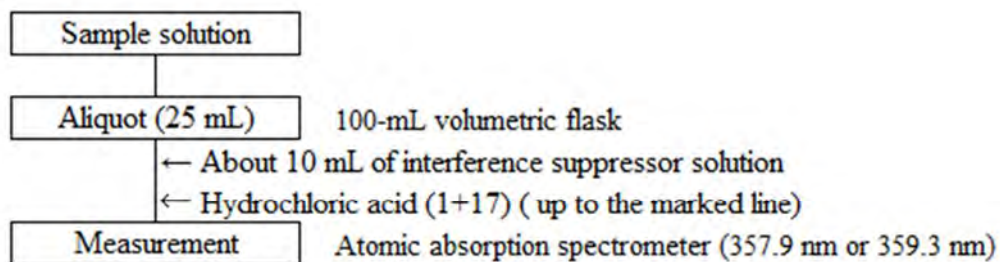 Sample solution
Aliquot (25 mL) 100-mL volumetric flask
← About 10 mL of interference suppressor solution
← Hydrochloric acid (1+17) ( up to the marked line)
Measurement Atomic absorption spectrometer (357.9 nm or 359.3 nm)